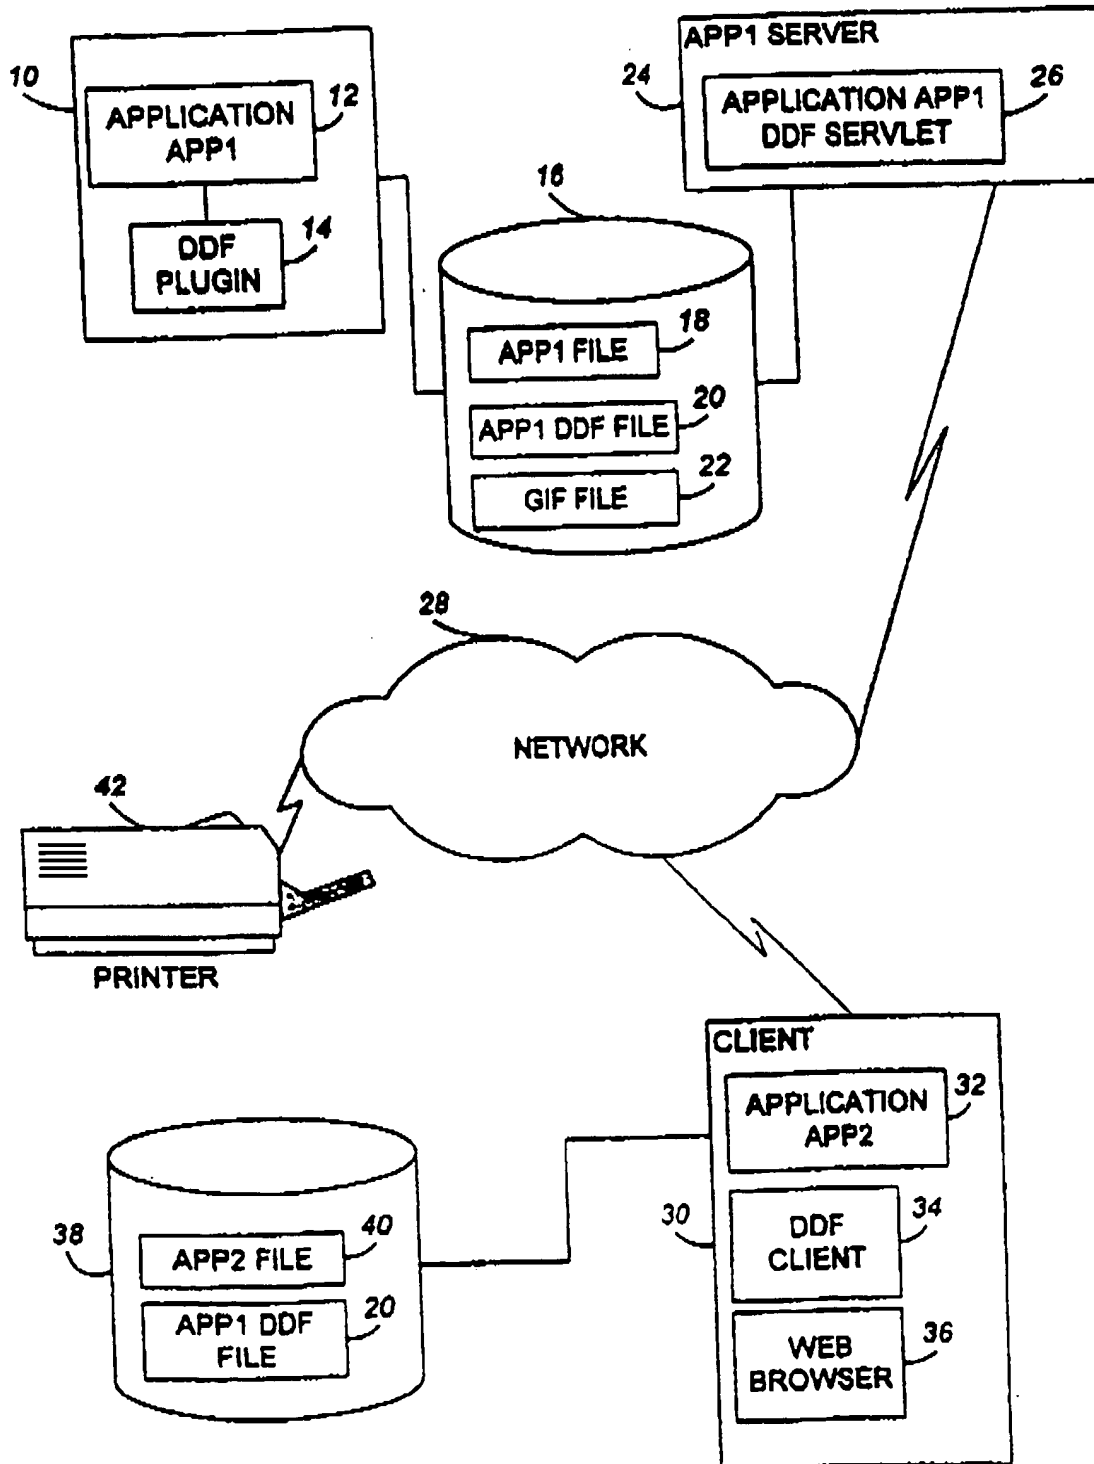 10
APPLICATION
APP1
12
DDF
PLUGIN
14
APP1 SERVER
24
APPLICATION APP1
DDF SERVLET
26
16
APP1 FILE
18
APP1 DDF FILE
20
GIF FILE
22
28
NETWORK
42
PRINTER
CLIENT
APPLICATION
APP2
32
30
DDF
CLIENT
34
WEB
BROWSER
36
38
APP2 FILE
40
APP1 DDF
FILE
20